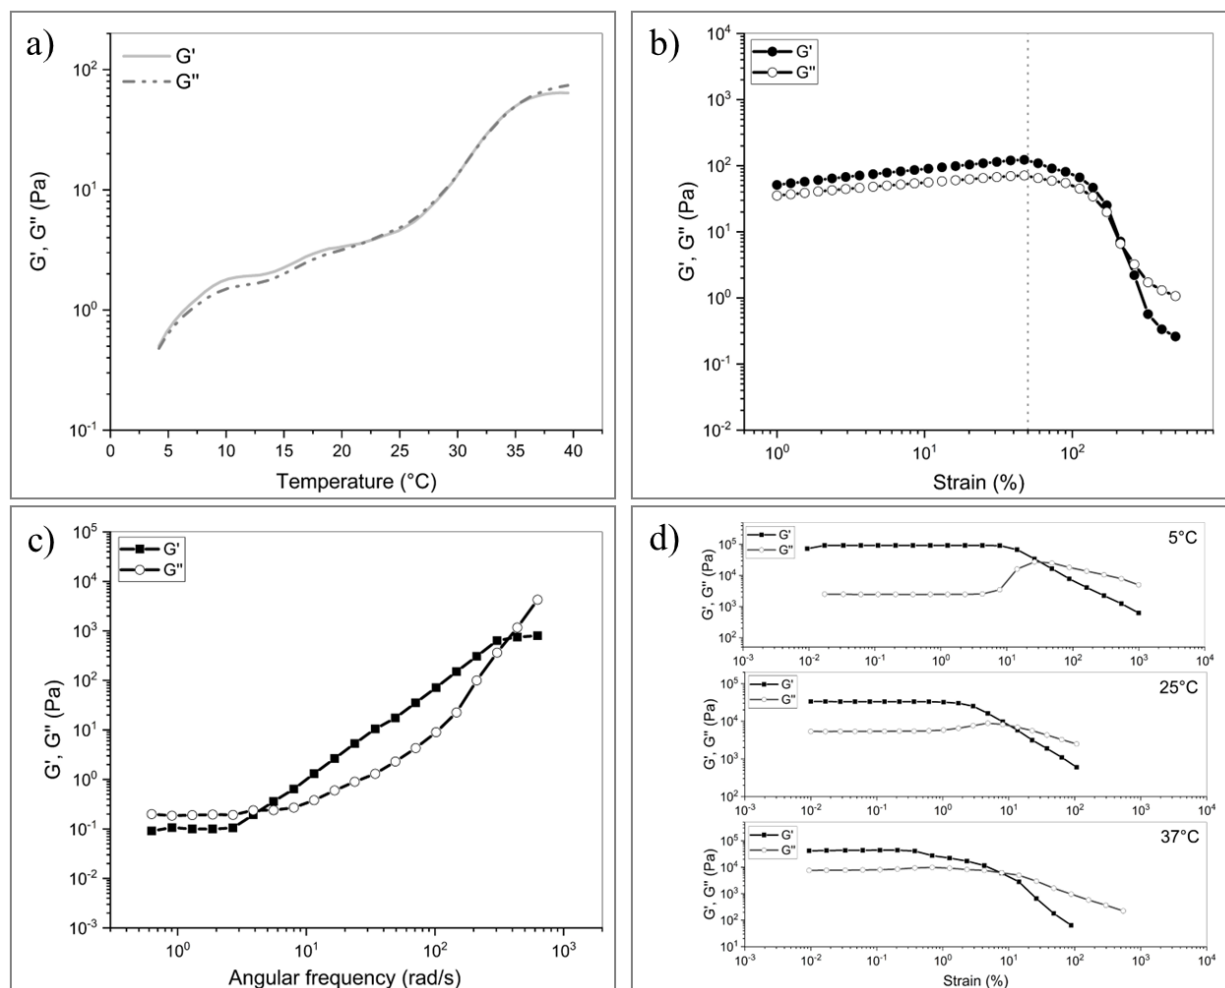 a)
G'
G"
10²
10¹
10⁰
10⁻¹
G', G" (Pa)
0 5 10 15 20 25 30 35 40
Temperature (°C)
b)
G'
G"
10⁴
10³
10²
10¹
10⁰
10⁻¹
10⁻²
G', G" (Pa)
10⁰ 10¹ 10²
Strain (%)
c)
G'
G"
10⁵
10⁴
10³
10²
10¹
10⁰
10⁻¹
10⁻²
10⁻³
G', G" (Pa)
10⁰ 10¹ 10² 10³
Angular frequency (rad/s)
d)
G'
G"
5°C
10⁵
10⁴
10³
10²
G', G" (Pa)
10⁻³ 10⁻² 10⁻¹ 10⁰ 10¹ 10² 10³ 10⁴
G'
G"
25°C
10⁵
10⁴
10³
10²
G', G" (Pa)
10⁻³ 10⁻² 10⁻¹ 10⁰ 10¹ 10² 10³ 10⁴
G'
G"
37°C
10⁵
10⁴
10³
10²
10¹
G', G" (Pa)
10⁻³ 10⁻² 10⁻¹ 10⁰ 10¹ 10² 10³ 10⁴
Strain (%)